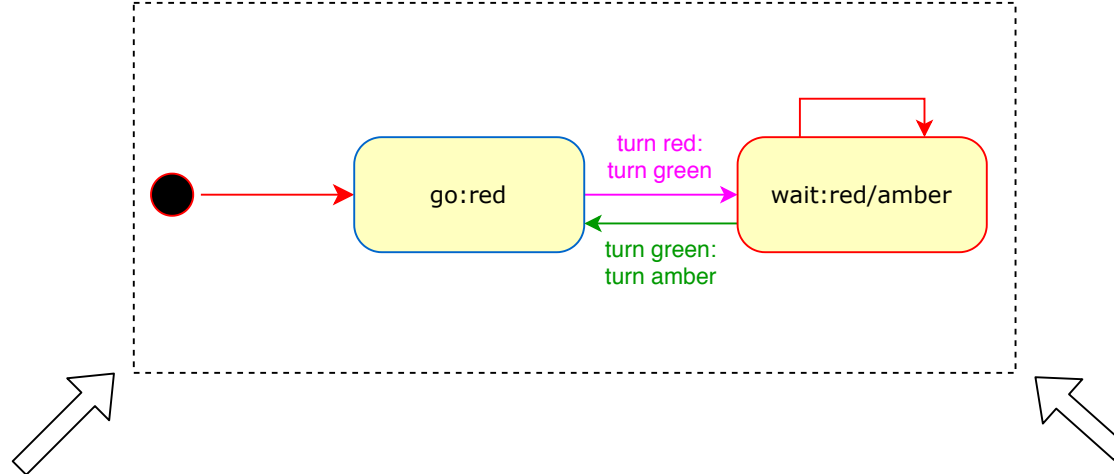 turn red:
turn green
go:red
wait:red/amber
turn green:
turn amber